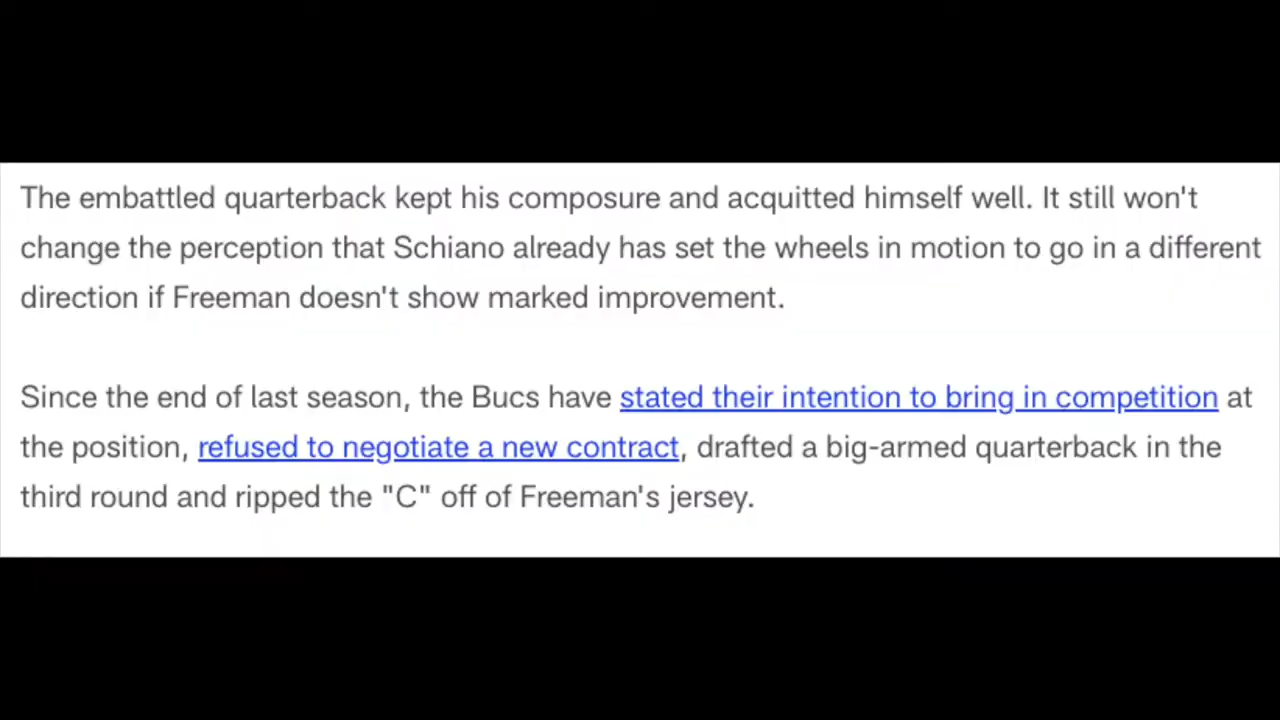 The embattled quarterback kept his composure and acquitted himself well. It still won't
change the perception that Schiano already has set the wheels in motion to go in a different
direction if Freeman doesn't show marked improvement.
Since the end of last season, the Bucs have stated their intention to bring in competition at
the position, refused to negotiate a new contract, drafted a big-armed quarterback in the
third round and ripped the "C" off of Freeman's jersey.